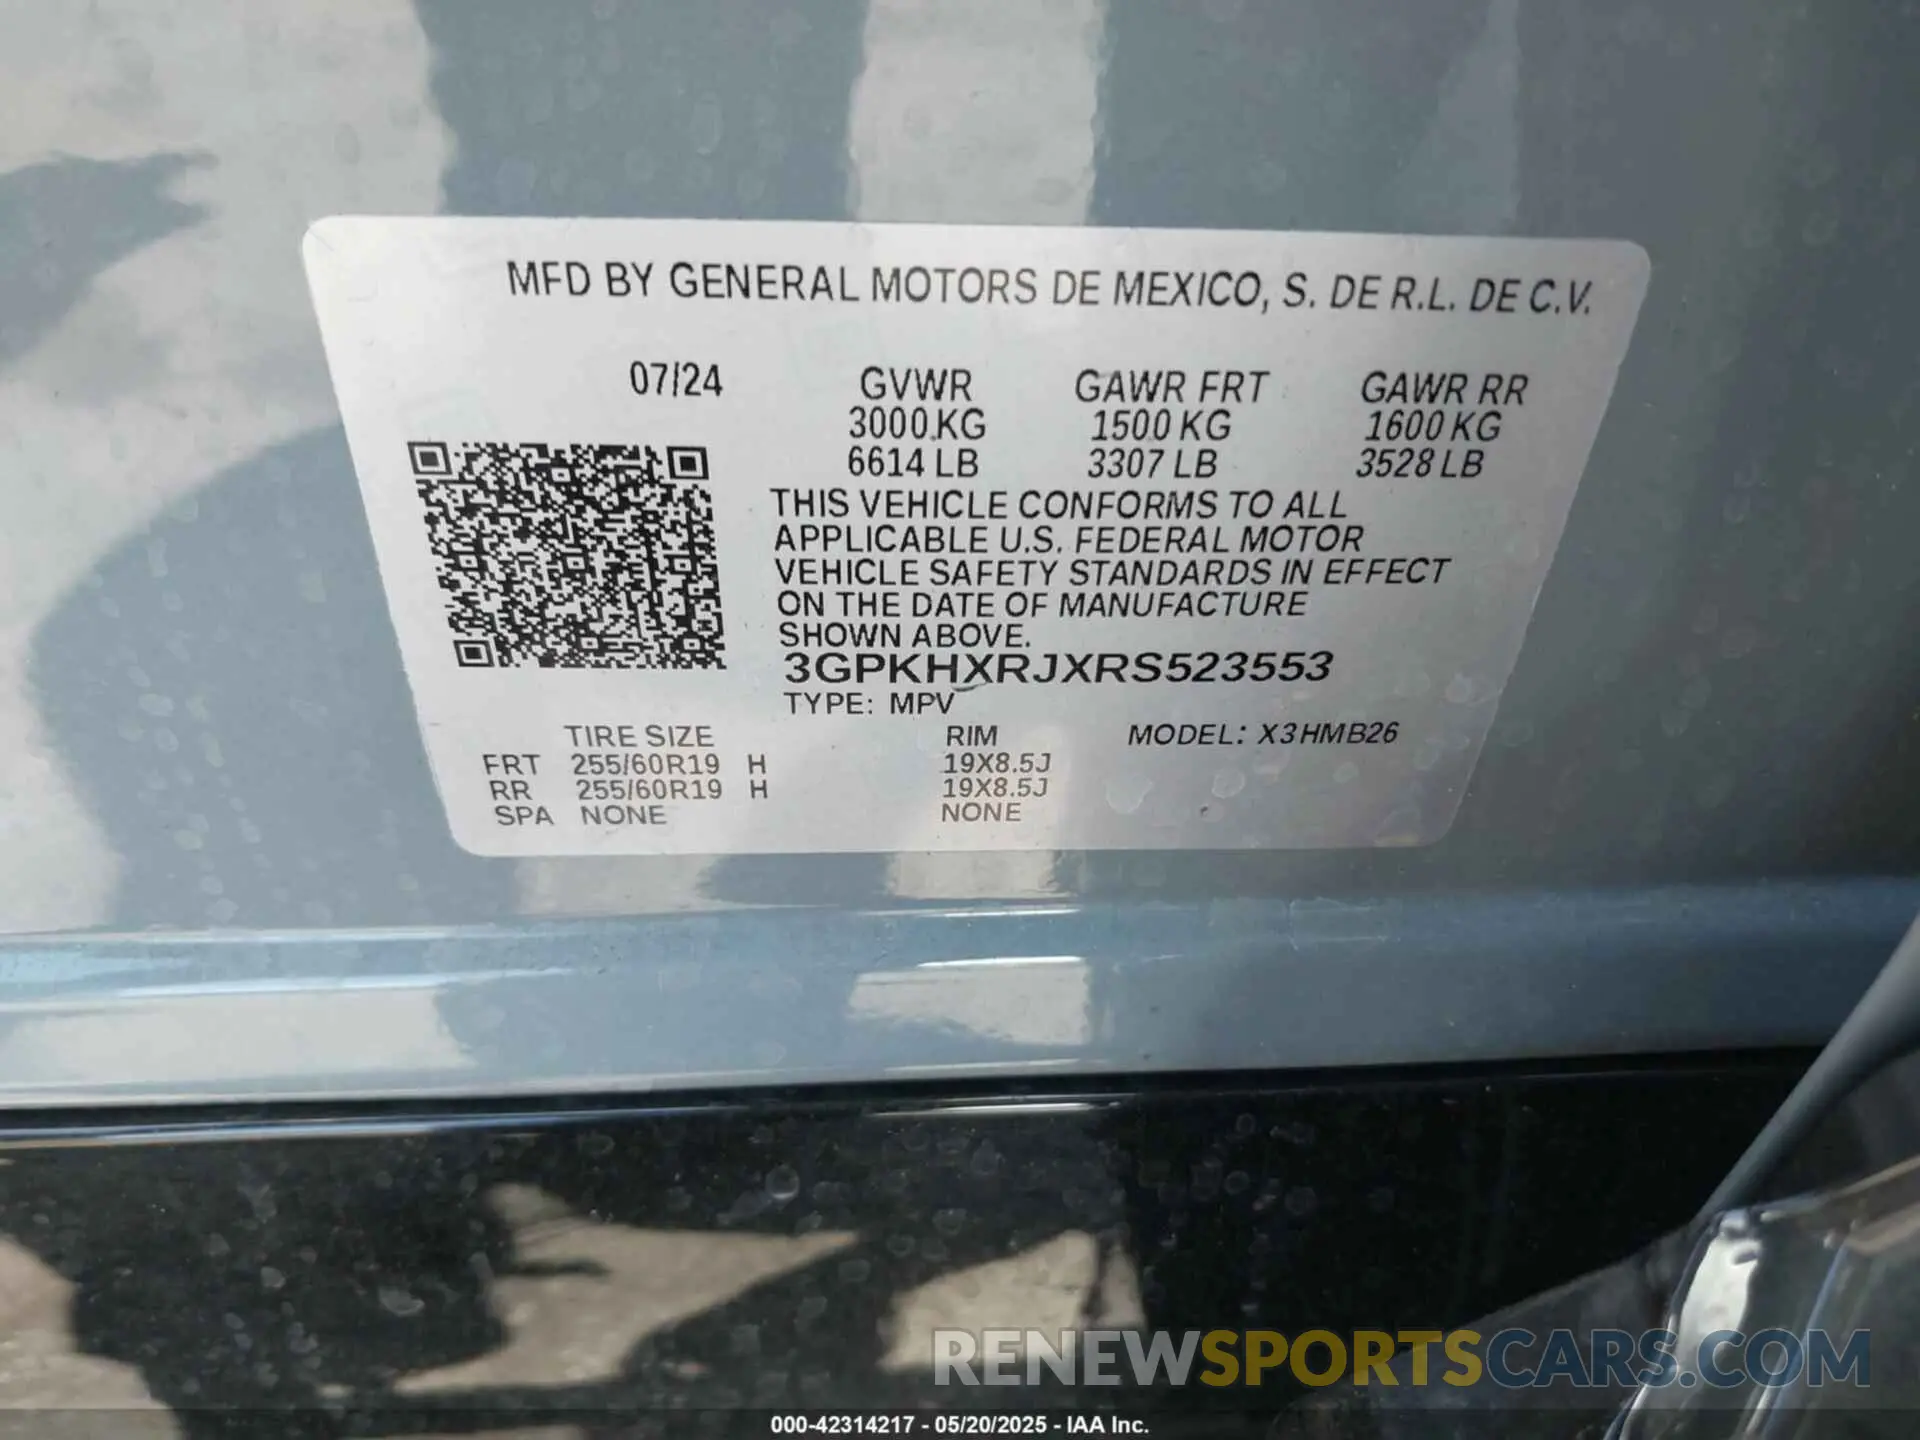 MFD BY GENERAL MOTORS DE MEXICO, S. DE R.L. DE C.V.
07/24 GVWR GAWR FRT GAWR RR
3000 KG 1500 KG 1600 KG
6614 LB 3307 LB 3528 LB
THIS VEHICLE CONFORMS TO ALL
APPLICABLE U.S. FEDERAL MOTOR
VEHICLE SAFETY STANDARDS IN EFFECT
ON THE DATE OF MANUFACTURE
SHOWN ABOVE.
3GPKHXRJXRS523553
TYPE: MPV
TIRE SIZE RIM MODEL: X3HMB26
FRT 255/60R19 H 19X8.5J
RR 255/60R19 H 19X8.5J
SPA NONE NONE
RENEWSPORTSCARS.COM
000-42314217 - 05/20/2025 - IAA Inc.